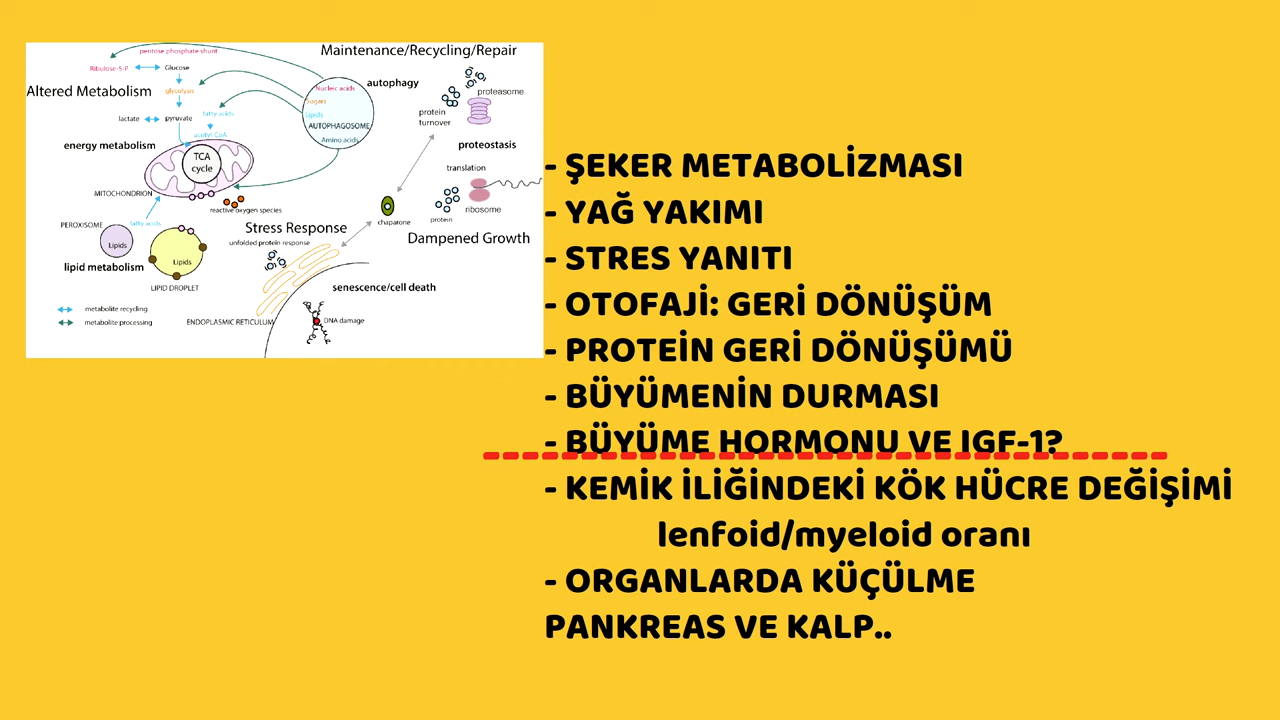 Maintenance/Recycling/Repair
pentose phosphate shunt
Ribulose-5-P
Glucose
autophagy
Altered Metabolism
glycolysis
Nucleic acids
Sugars
Lipids
AUTOPHAGOSOME
Amino acids
proteasome
protein
turnover
lactate
pyruvate
fatty acids
acetyl CoA
energy metabolism
TCA
cycle
proteostasis
translation
MITOCHONDRION
reactive oxygen species
ribosome
protein
chaparone
PEROXISOME
fatty acids
Stress Response
unfolded protein response
Dampened Growth
Lipids
Lipids
lipid metabolism
LIPID DROPLET
senescence/cell death
metabolite recycling
metabolite processing
ENDOPLASMIC RETICULUM
DNA damage
- ŞEKER METABOLİZMASI
- YAĞ YAKIMI
- STRES YANITI
- OTOFAJİ: GERİ DÖNÜŞÜM
- PROTEİN GERİ DÖNÜŞÜMÜ
- BÜYÜMENİN DURMASI
- BÜYÜME HORMONU VE IGF-1?
- KEMİK İLİĞİNDEKİ KÖK HÜCRE DEĞİŞİMİ
lenfoid/myeloid oranı
- ORGANLARDA KÜÇÜLME
PANKREAS VE KALP..